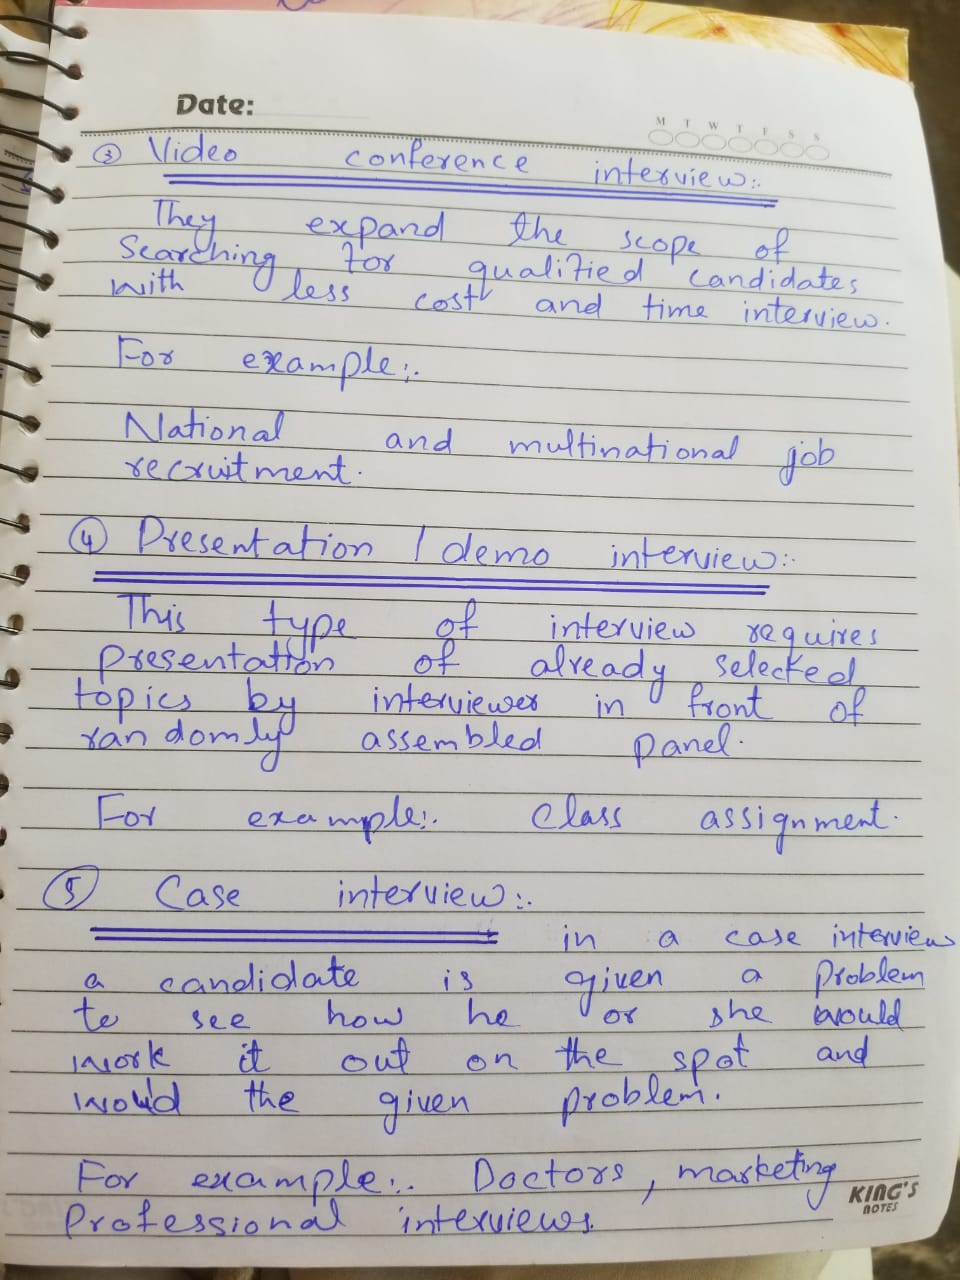 Date:
M T W T F S S
③ Video conference interview:.
They expand the scope of
Searching for qualified candidates
with less cost and time interview.
For example:.
National and multinational job
recruitment.
④ Presentation / demo interview:.
This type of interview requires
presentation of already selected
topics by interviewer in front of
randomly assembled panel.
For example:. Class assignment.
⑤ Case interview:.
in a case interview
a candidate is given a problem
to see how he or she would
work it out on the spot and
would the given problem.
For example:. Doctors, marketing
Professional interviews.
KING'S
NOTES